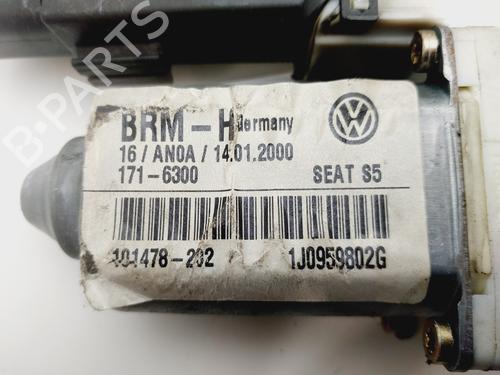 B-PARTS
BRM-H Germany
16/AN0A/14.01.2000
171-6300 SEAT S5
101478-202 1J0959802G